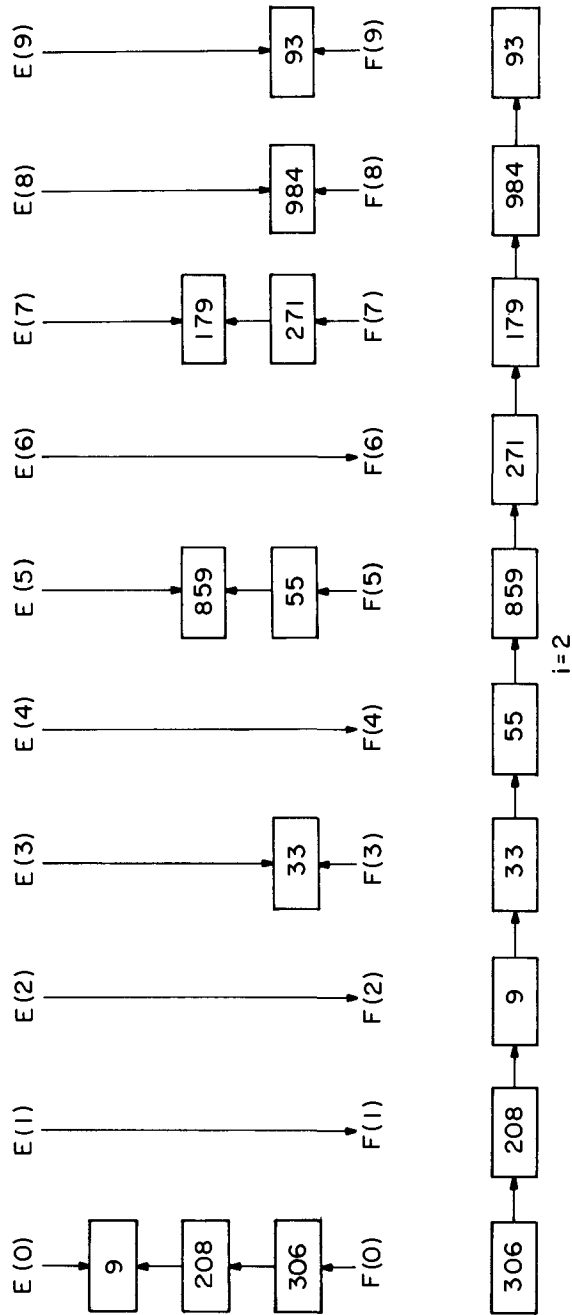 E(0) E(1) E(2) E(3) E(4) E(5) E(6) E(7) E(8) E(9)
9
208 859 179
306 33 55 271 984 93
F(0) F(1) F(2) F(3) F(4) F(5) F(6) F(7) F(8) F(9)
306 208 9 33 55 859 271 179 984 93
i=2